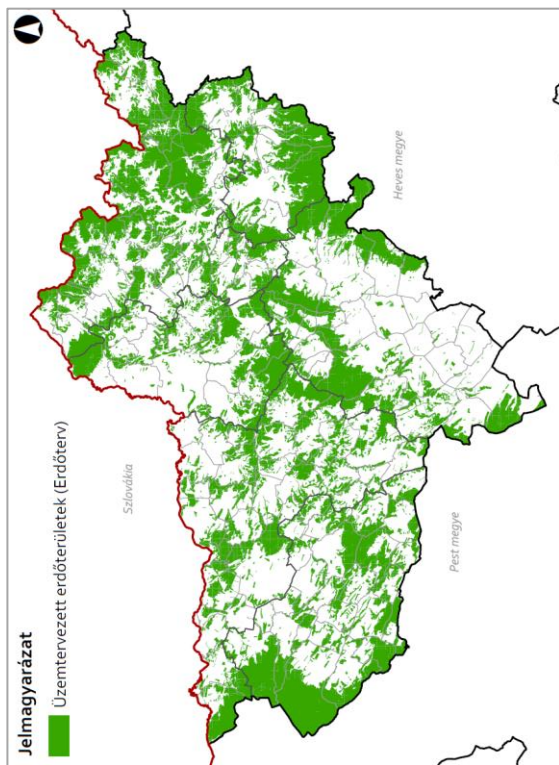 Jelmagyarázat
Üzemtervezett erdőterületek (Erdőterv)
Szlovákia
Heves megye
Pest megye